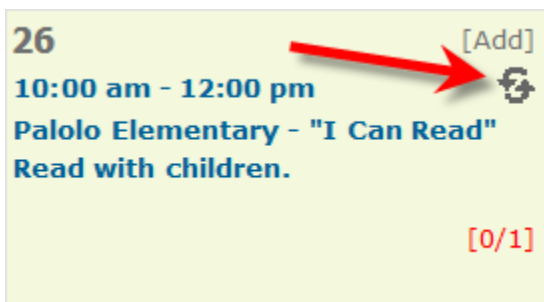 26 [Add]
10:00 am - 12:00 pm
Palolo Elementary - "I Can Read"
Read with children.
[0/1]